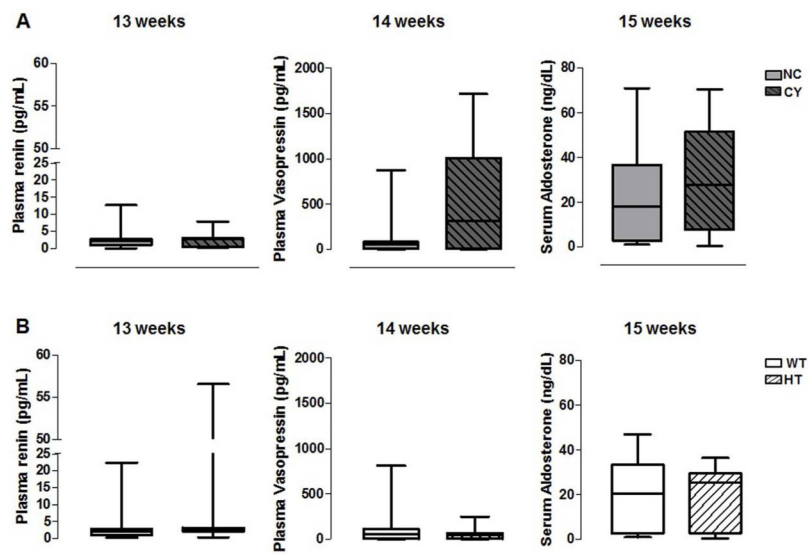 A
13 weeks
14 weeks
15 weeks
Plasma renin (pg/mL)
60
55
50
25
20
15
10
5
0
Plasma Vasopressin (pg/mL)
2000
1500
1000
500
0
Serum Aldosterone (ng/dL)
80
60
40
20
0
NC
CY
B
13 weeks
14 weeks
15 weeks
Plasma renin (pg/mL)
60
55
50
25
20
15
10
5
0
Plasma Vasopressin (pg/mL)
2000
1500
1000
500
0
Serum Aldosterone (ng/dL)
80
60
40
20
0
WT
HT